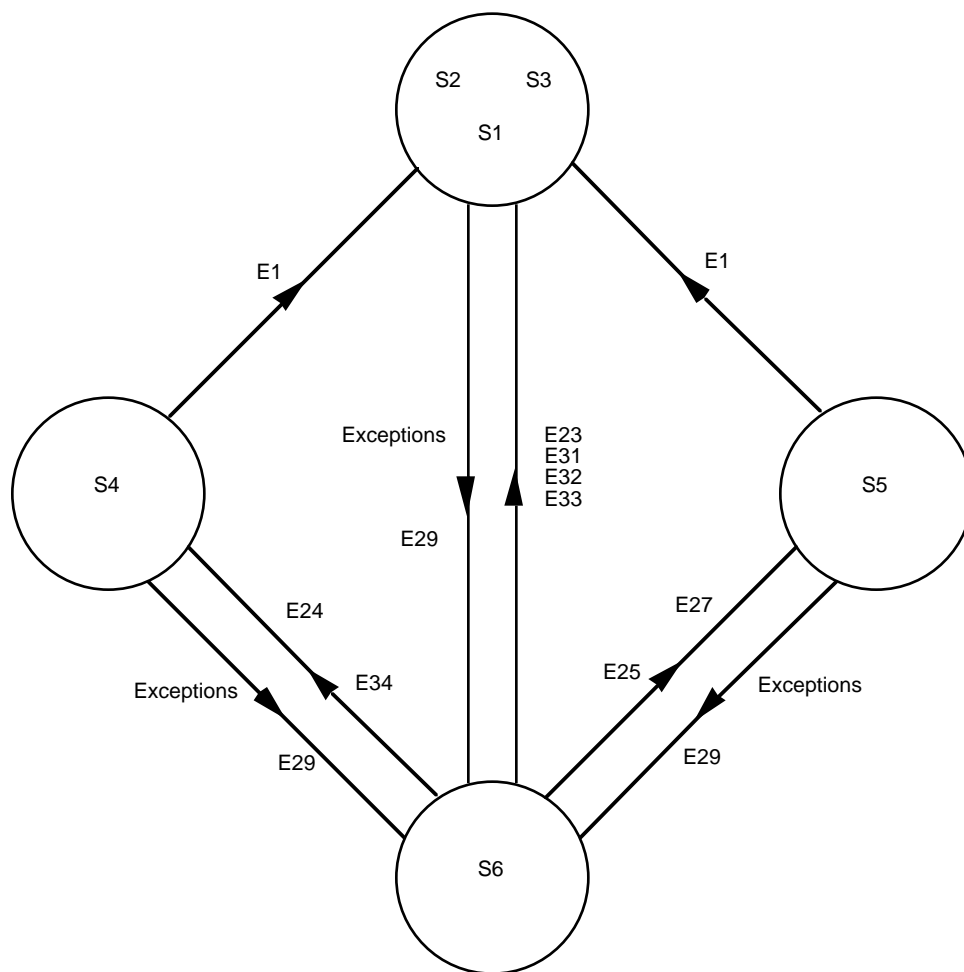 S2 S3
S1
E1
E1
Exceptions
E23
E31
E32
E33
S4
S5
E29
E24
E27
E34
E25
Exceptions
Exceptions
E29
E29
S6